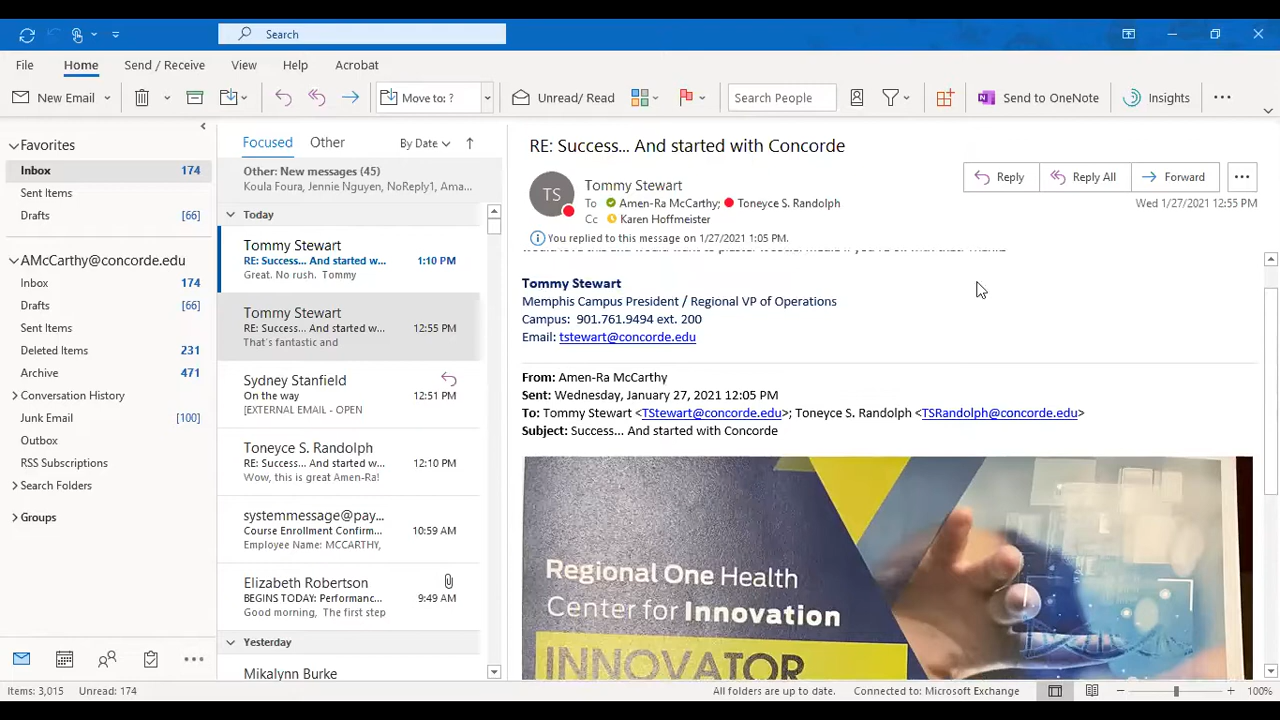 Search
File Home Send / Receive View Help Acrobat
New Email Move to: ? Unread/ Read Search People Send to OneNote Insights
Favorites
Inbox 174
Sent Items
Drafts [66]
AMcCarthy@concorde.edu
Inbox 174
Drafts [66]
Sent Items
Deleted Items 231
Archive 471
Conversation History
Junk Email [100]
Outbox
RSS Subscriptions
Search Folders
Groups
Focused Other By Date
Other: New messages (45)
Koula Foura, Jennie Nguyen, NoReply1, Ama...
Today
Tommy Stewart
RE: Success... And started w... 1:10 PM
Great. No rush. Tommy
Tommy Stewart
RE: Success... And started w... 12:55 PM
That's fantastic and
Sydney Stanfield
On the way 12:51 PM
[EXTERNAL EMAIL - OPEN
Toneyce S. Randolph
RE: Success... And started w... 12:10 PM
Wow, this is great Amen-Ra!
systemmessage@pay...
Course Enrollment Confirm... 10:59 AM
Employee Name: MCCARTHY,
Elizabeth Robertson
BEGINS TODAY: Performanc... 9:49 AM
Good morning, The first step
Yesterday
Mikalynn Burke
RE: Success... And started with Concorde
TS
Tommy Stewart
To Amen-Ra McCarthy; Toneyce S. Randolph
Cc Karen Hoffmeister
Reply Reply All Forward
Wed 1/27/2021 12:55 PM
You replied to this message on 1/27/2021 1:05 PM.
Tommy Stewart
Memphis Campus President / Regional VP of Operations
Campus: 901.761.9494 ext. 200
Email: tstewart@concorde.edu
From: Amen-Ra McCarthy
Sent: Wednesday, January 27, 2021 12:05 PM
To: Tommy Stewart <TStewart@concorde.edu>; Toneyce S. Randolph <TSRandolph@concorde.edu>
Subject: Success... And started with Concorde
Regional One Health
Center for Innovation
INNOVATOR
Items: 3,015 Unread: 174 All folders are up to date. Connected to: Microsoft Exchange 100%